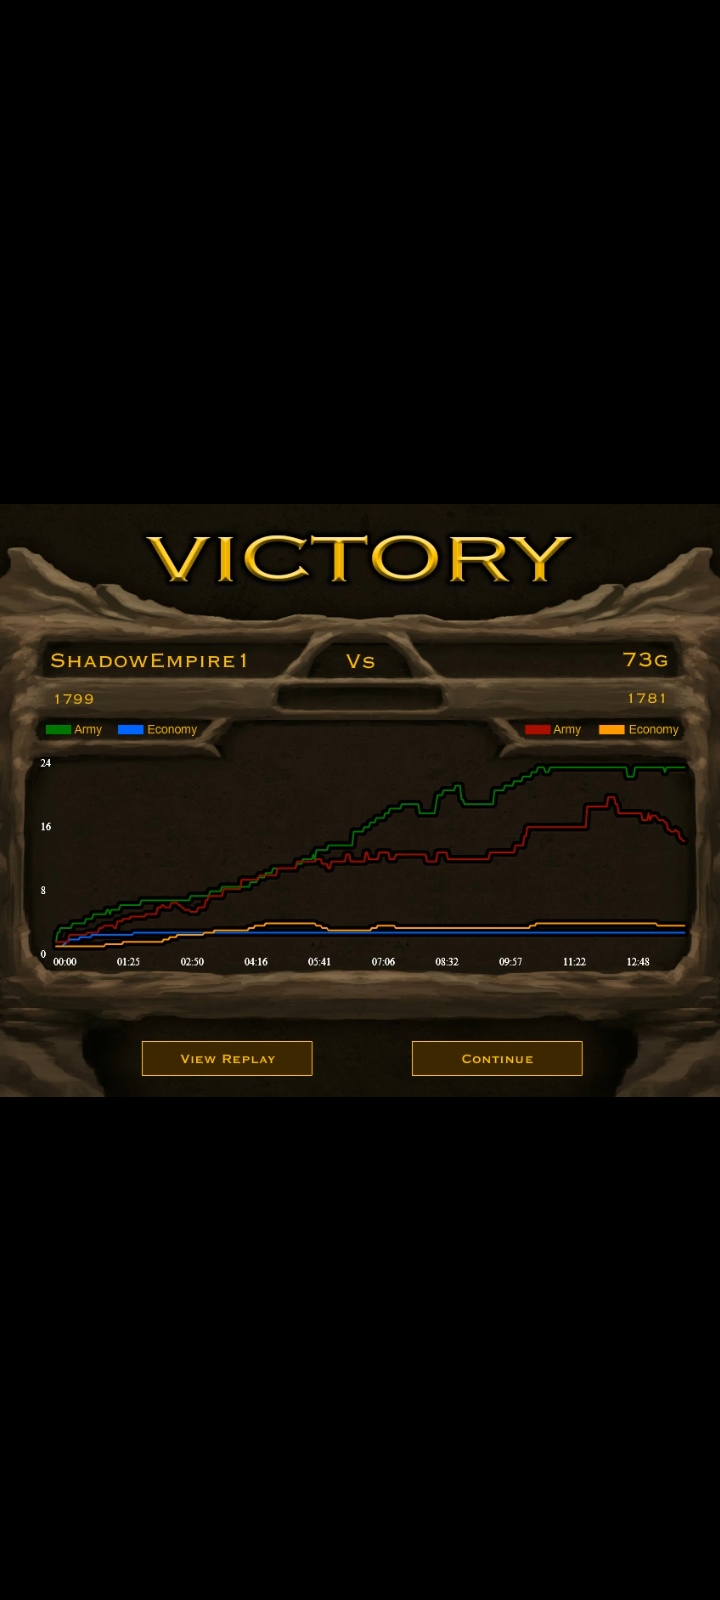 VICTORY
ShadowEmpire1 Vs 73g
1799 1781
Army Economy Army Economy
24
16
8
0
00:00 01:25 02:50 04:16 05:41 07:06 08:32 09:57 11:22 12:48
View Replay Continue